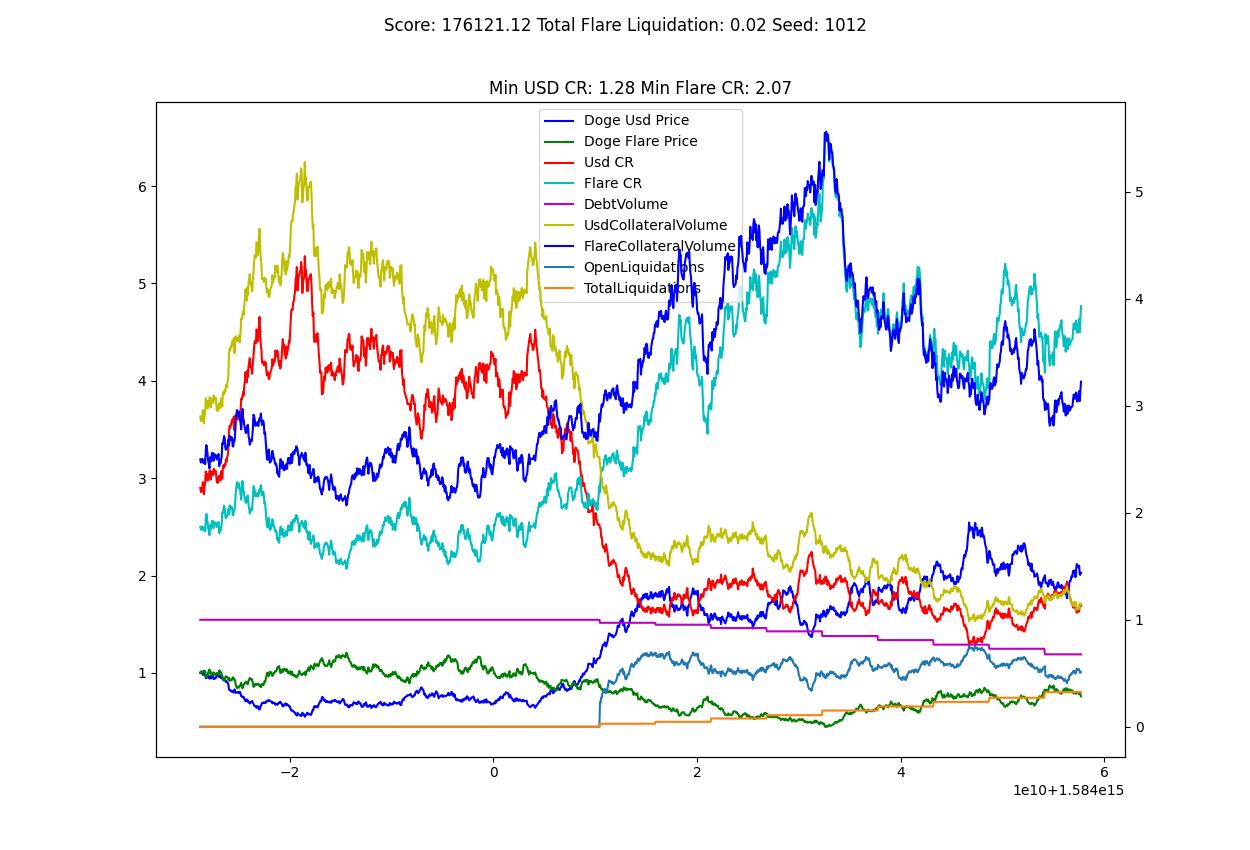 Score: 176121.12 Total Flare Liquidation: 0.02 Seed: 1012
Min USD CR: 1.28 Min Flare CR: 2.07
Doge Usd Price
Doge Flare Price
Usd CR
Flare CR
DebtVolume
UsdCollateralVolume
FlareCollateralVolume
OpenLiquidations
TotalLiquidations
6
5
4
3
2
1
5
4
3
2
1
0
−2
0
2
4
6
1e10+1.584e15